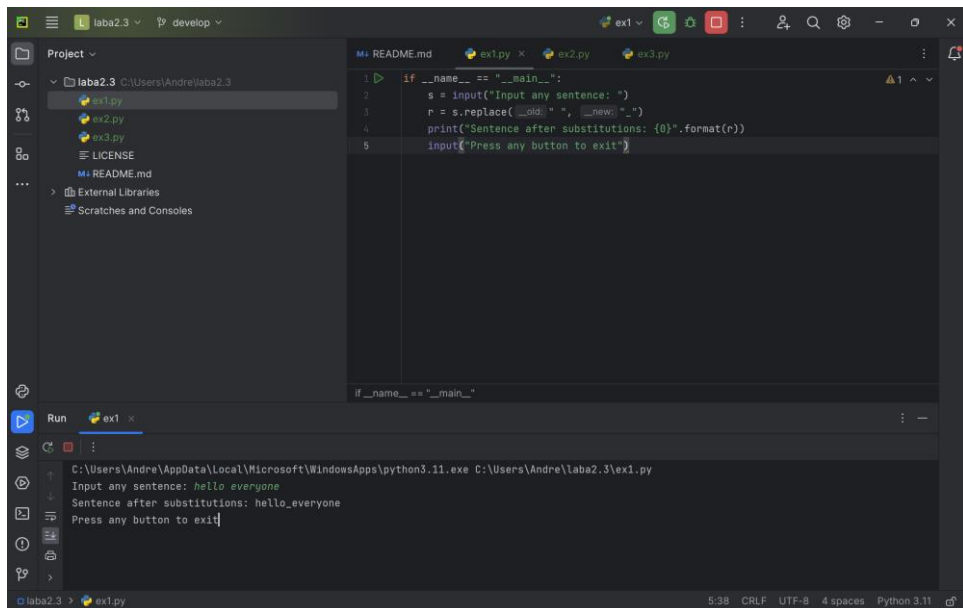 L laba2.3 develop ex1
Project
README.md ex1.py ex2.py ex3.py
laba2.3 C:\Users\Andre\laba2.3
ex1.py
ex2.py
ex3.py
LICENSE
README.md
External Libraries
Scratches and Consoles
1 if __name__ == "__main__":
2 s = input("Input any sentence: ")
3 r = s.replace( __old: " ", __new: "_")
4 print("Sentence after substitutions: {0}".format(r))
5 input("Press any button to exit")
1
if __name__ == "__main__"
Run ex1
C:\Users\Andre\AppData\Local\Microsoft\WindowsApps\python3.11.exe C:\Users\Andre\laba2.3\ex1.py
Input any sentence: hello everyone
Sentence after substitutions: hello_everyone
Press any button to exit
laba2.3 > ex1.py 5:38 CRLF UTF-8 4 spaces Python 3.11